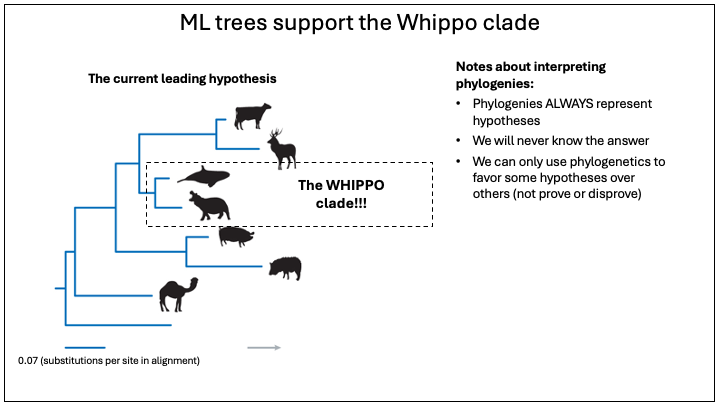 ML trees support the Whippo clade
The current leading hypothesis
The WHIPPO
clade!!!
0.07 (substitutions per site in alignment)
Notes about interpreting
phylogenies:
• Phylogenies ALWAYS represent
hypotheses
• We will never know the answer
• We can only use phylogenetics to
favor some hypotheses over
others (not prove or disprove)